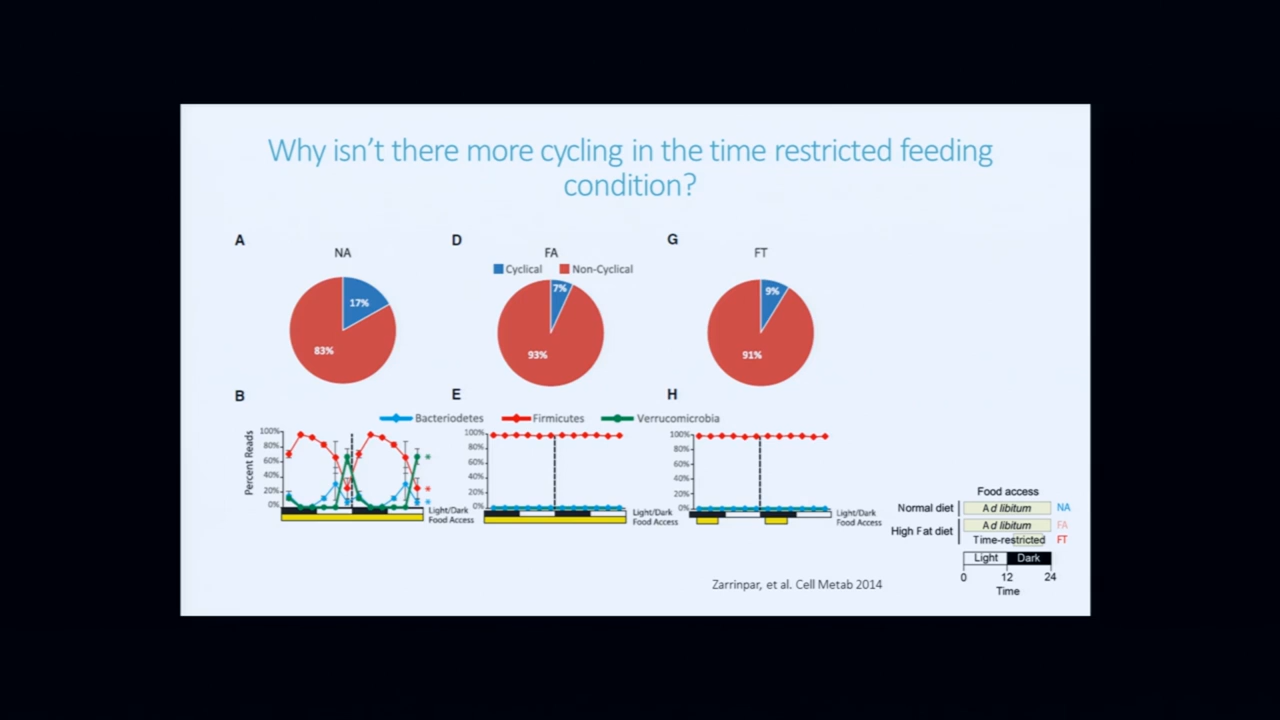 Why isn't there more cycling in the time restricted feeding
condition?
A
D
G
NA
FA
FT
Cyclical
Non-Cyclical
17%
83%
7%
93%
9%
91%
B
E
H
Bacteriodetes
Firmicutes
Verrucomicrobia
Percent Reads
100%
80%
60%
40%
20%
0%
Light/Dark
Food Access
100%
80%
60%
40%
20%
0%
Light/Dark
Food Access
100%
80%
60%
40%
20%
0%
Light/Dark
Food Access
Food access
Normal diet
Ad libitum
NA
High Fat diet
Ad libitum
FA
Time-restricted
FT
Light
Dark
0
12
24
Time
Zarrinpar, et al. Cell Metab 2014